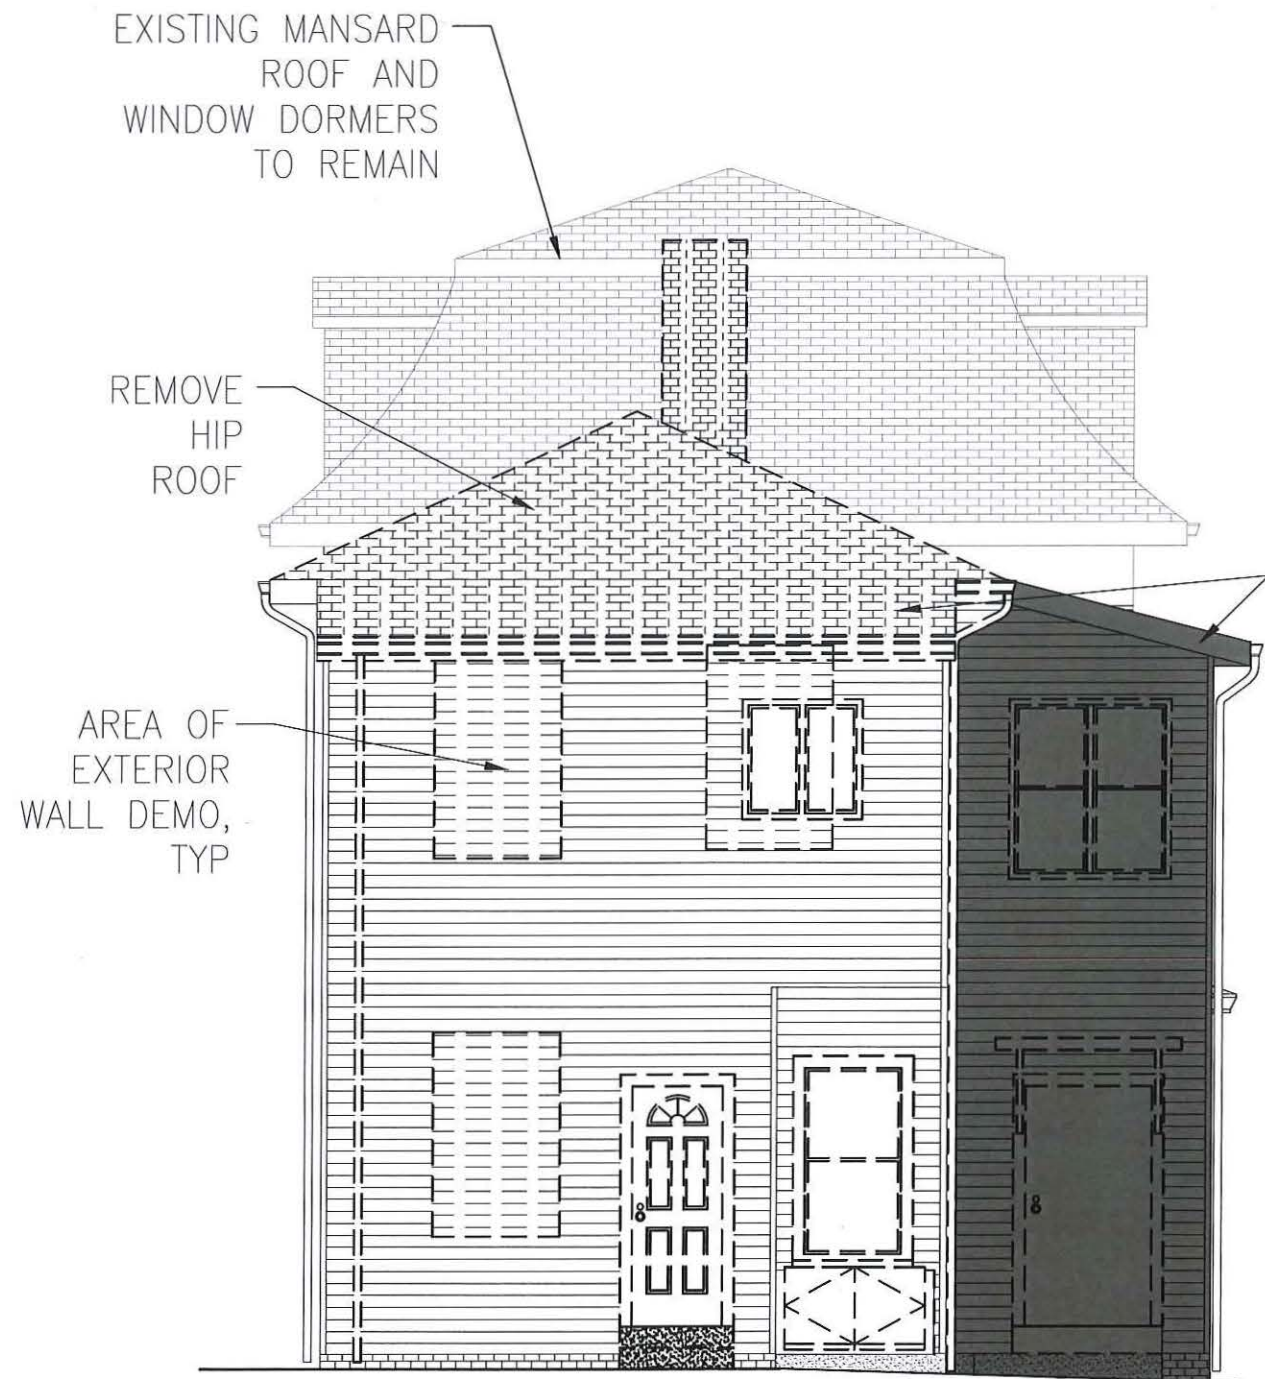 EXISTING MANSARD
ROOF AND
WINDOW DORMERS
TO REMAIN
REMOVE
HIP
ROOF
AREA OF
EXTERIOR
WALL DEMO,
TYP